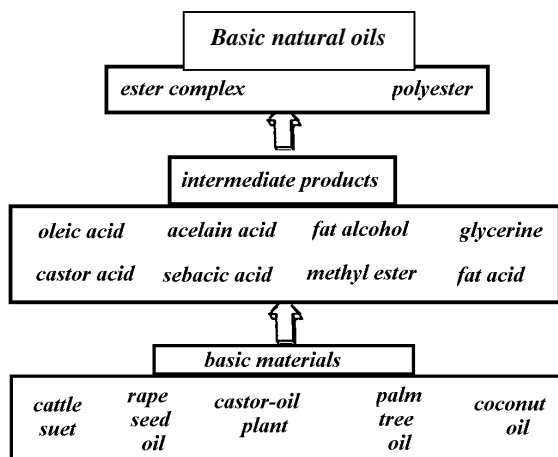 Basic natural oils
ester complex polyester
intermediate products
oleic acid acelain acid fat alcohol glycerine
castor acid sebacic acid methyl ester fat acid
basic materials
cattle suet
rape seed oil
castor-oil plant
palm tree oil
coconut oil